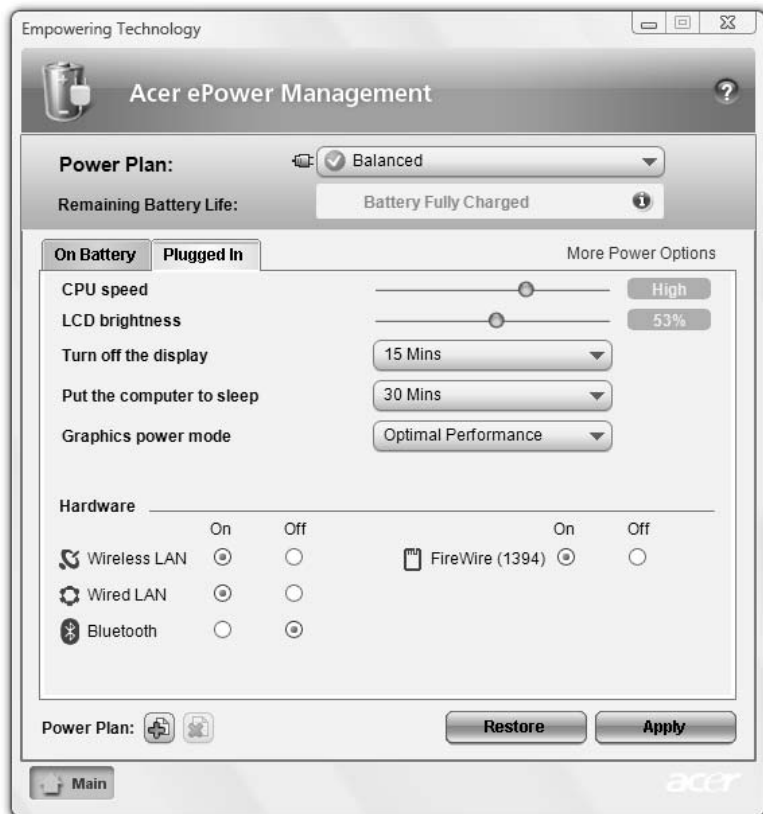 Empowering Technology
Acer ePower Management
?
Power Plan: Balanced
Remaining Battery Life: Battery Fully Charged i
On Battery Plugged In More Power Options
CPU speed High
LCD brightness 53%
Turn off the display 15 Mins
Put the computer to sleep 30 Mins
Graphics power mode Optimal Performance
Hardware
On Off On Off
Wireless LAN FireWire (1394)
Wired LAN
Bluetooth
Power Plan: Restore Apply
Main acer